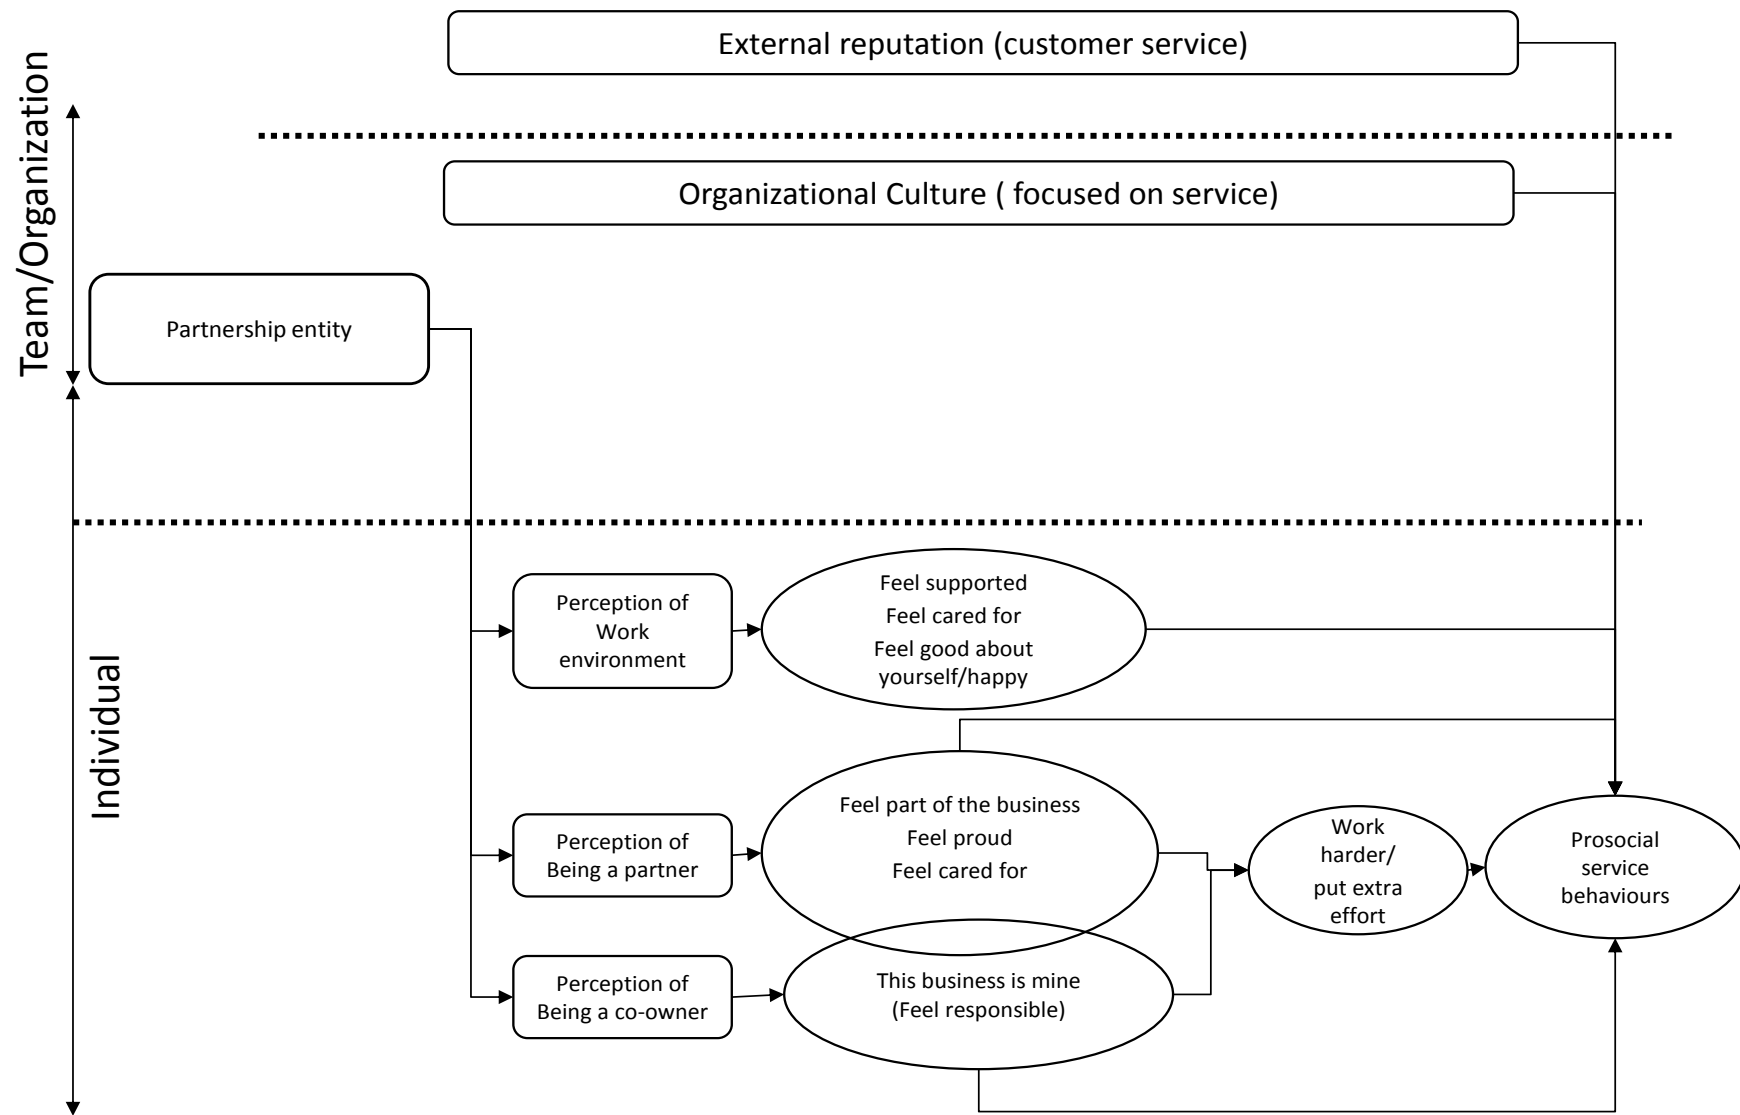 External reputation (customer service)
Team/Organization
Organizational Culture ( focused on service)
Partnership entity
Individual
Perception of
Work
environment
Feel supported
Feel cared for
Feel good about
yourself/happy
Perception of
Being a partner
Feel part of the business
Feel proud
Feel cared for
Work
harder/
put extra
effort
Prosocial
service
behaviours
Perception of
Being a co-owner
This business is mine
(Feel responsible)